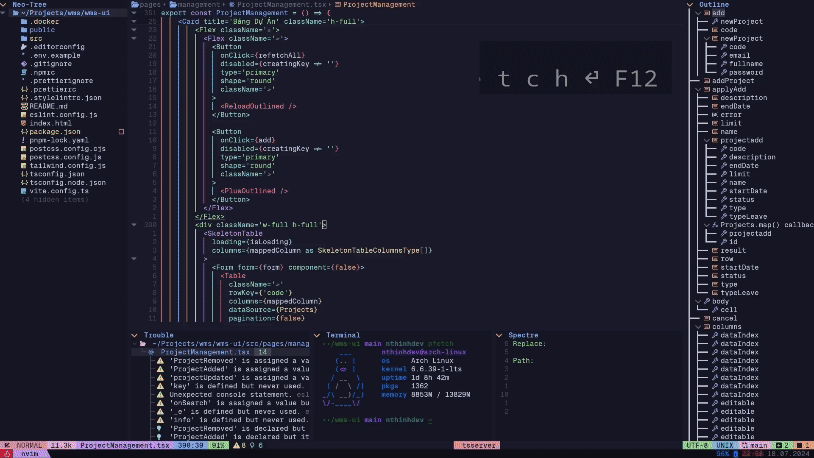 Neo-Tree
~/Projects/wms/wms-ui
.docker
public
src
.editorconfig
.env.example
.gitignore
.npmrc
.prettierignore
.prettierrc
.stylelintrc.json
README.md
eslint.config.js
index.html
package.json
pnpm-lock.yaml
postcss.config.cjs
postcss.config.js
tailwind.config.js
tsconfig.json
tsconfig.node.json
vite.config.ts
(4 hidden items)
pages > management > ProjectManagement.tsx > ProjectManagement
351 export const ProjectManagement = () => {
<Card title='Bảng Dự Án' className='h-full'>
<Flex className=
<Flex className=
<Button
onClick={refetchAll}
disabled={creatingKey ≠ ''}
type='primary'
shape='round'
className=
>
<ReloadOutlined />
</Button>
<Button
onClick={add}
disabled={creatingKey ≠ ''}
type='primary'
shape='round'
className=
>
<PlusOutlined />
</Button>
</Flex>
</Flex>
<div className='w-full h-full'>
<SkeletonTable
loading={isLoading}
columns={mappedColumn as SkeletonTableColumnsType[]}
>
<Form form={form} component={false}>
<Table
className=
rowKey={'code'}
columns={mappedColumn}
dataSource={Projects}
pagination={false}
t c h ↵ F12
Outline
add
newProject
code
newProject
code
email
fullname
password
addProject
applyAdd
description
endDate
error
limit
name
projectadd
code
description
endDate
limit
name
startDate
status
type
typeLeave
Projects.map() callbac
projectadd
id
result
row
startDate
status
type
typeLeave
body
cell
cancel
columns
dataIndex
dataIndex
dataIndex
dataIndex
dataIndex
dataIndex
dataIndex
dataIndex
editable
editable
editable
editable
editable
Trouble
~/Projects/wms/wms-ui/src/pages/manag
ProjectManagement.tsx 14
'ProjectRemoved' is assigned a va
'ProjectAdded' is assigned a valu
'projectUpdated' is assigned a va
'key' is defined but never used.
Unexpected console statement.
'onSearch' is assigned a value bu
'_e' is defined but never used.
'info' is defined but never used.
'ProjectRemoved' is declared but
'ProjectAdded' is declared but it
Terminal
~/wms-ui main nthinhdev pfetch
nthinhdev@arch-linux
os Arch Linux
kernel 6.6.39-1-lts
uptime 1d 8h 42m
pkgs 1362
memory 8853M / 13829M
~/wms-ui main nthinhdev
Spectre
Replace:
Path:
NORMAL 11.3k ProjectManagement.tsx 390:39 91% 8 6 tsserver UTF-8 UNIX main 2 1
nvim 18.07.2024